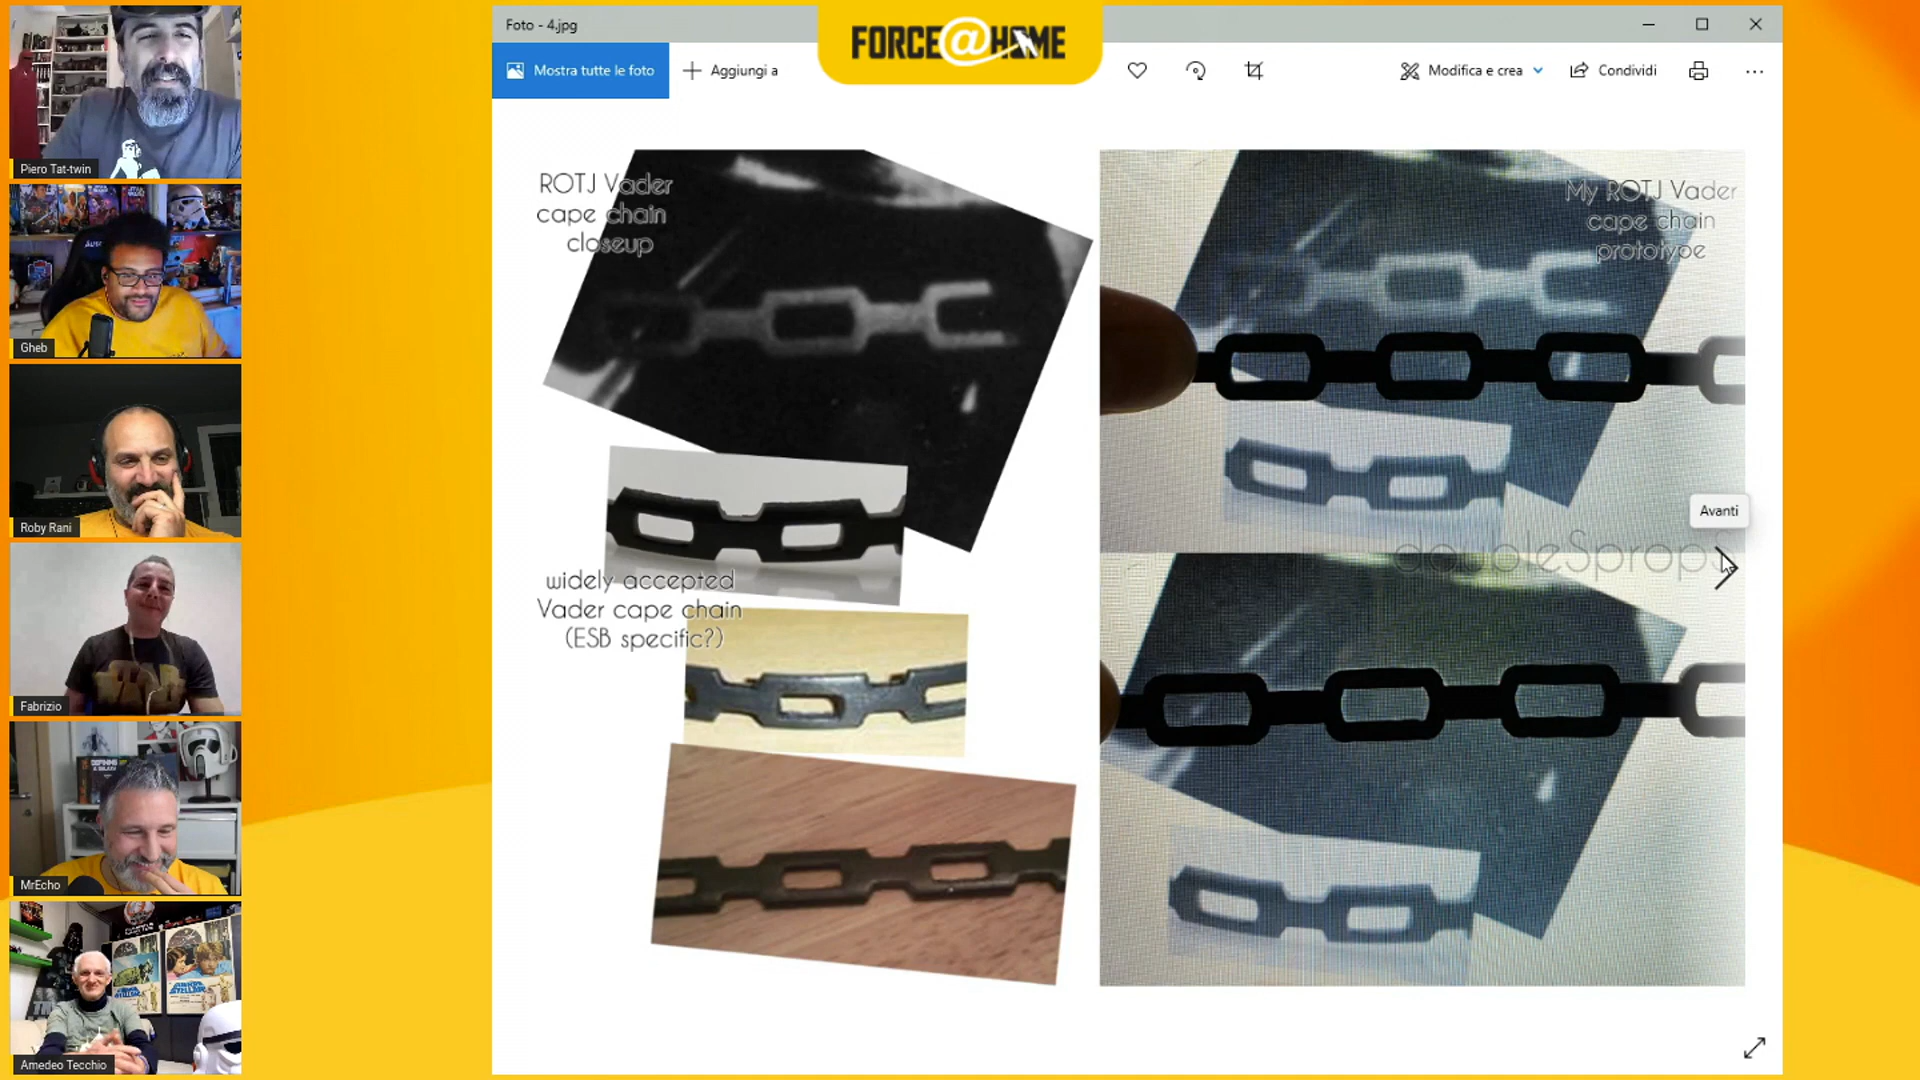 Piero Tat-twin
Gheb
Roby Rani
Fabrizio
MrEcho
Amedeo Tecchio
Foto - 4.jpg
FORCE@HOME
Mostra tutte le foto
Aggiungi a
Modifica e crea
Condividi
ROTJ Vader
cape chain
closeup
widely accepted
Vader cape chain
(ESB specific?)
My ROTJ Vader
cape chain
prototype
Avanti
doubleSprops